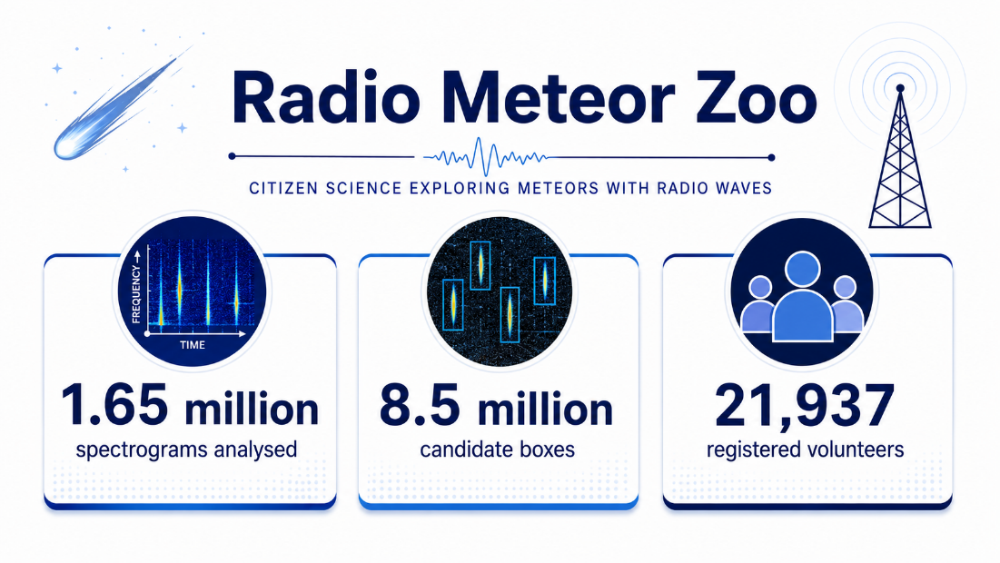 Radio Meteor Zoo
CITIZEN SCIENCE EXPLORING METEORS WITH RADIO WAVES
FREQUENCY
TIME
1.65 million
spectrograms analysed
8.5 million
candidate boxes
21,937
registered volunteers